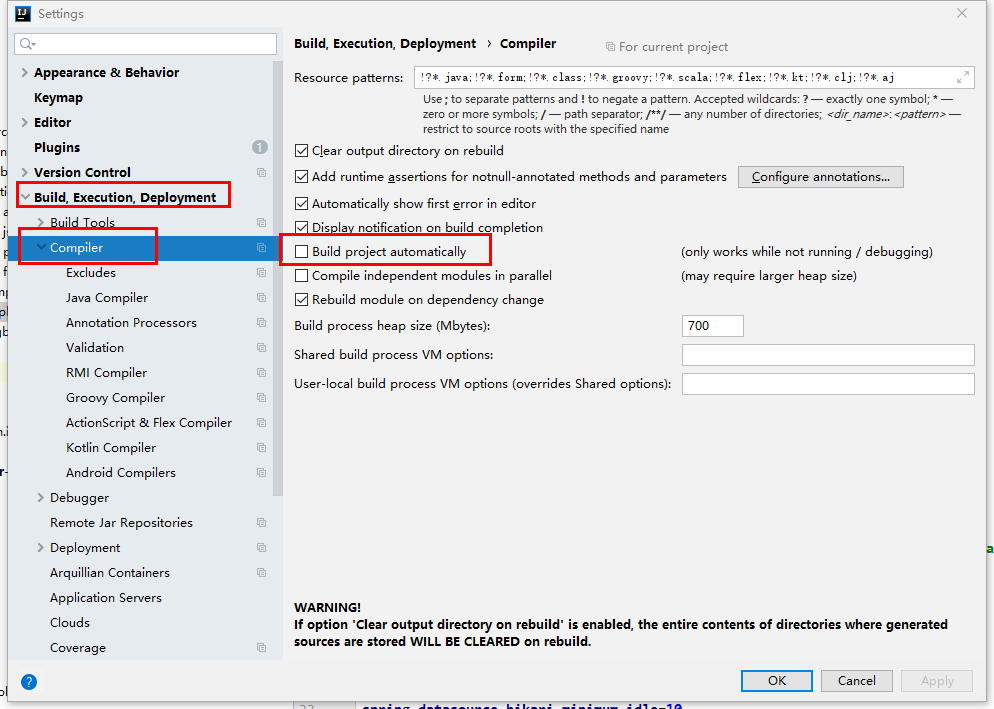 Settings
Appearance & Behavior
Keymap
Editor
Plugins
1
Version Control
Build, Execution, Deployment
Build Tools
Compiler
Excludes
Java Compiler
Annotation Processors
Validation
RMI Compiler
Groovy Compiler
ActionScript & Flex Compiler
Kotlin Compiler
Android Compilers
Debugger
Remote Jar Repositories
Deployment
Arquillian Containers
Application Servers
Clouds
Coverage
Build, Execution, Deployment › Compiler
For current project
Resource patterns:
!?*.java;!?*.form;!?*.class;!?*.groovy;!?*.scala;!?*.flex;!?*.kt;!?*.clj;!?*.aj
Use ; to separate patterns and ! to negate a pattern. Accepted wildcards: ? — exactly one symbol; * —
zero or more symbols; / — path separator; /**/ — any number of directories; <dir_name>:<pattern> —
restrict to source roots with the specified name
Clear output directory on rebuild
Add runtime assertions for notnull-annotated methods and parameters
Configure annotations...
Automatically show first error in editor
Display notification on build completion
Build project automatically
(only works while not running / debugging)
Compile independent modules in parallel
(may require larger heap size)
Rebuild module on dependency change
Build process heap size (Mbytes):
700
Shared build process VM options:
User-local build process VM options (overrides Shared options):
WARNING!
If option 'Clear output directory on rebuild' is enabled, the entire contents of directories where generated
sources are stored WILL BE CLEARED on rebuild.
?
OK
Cancel
Apply